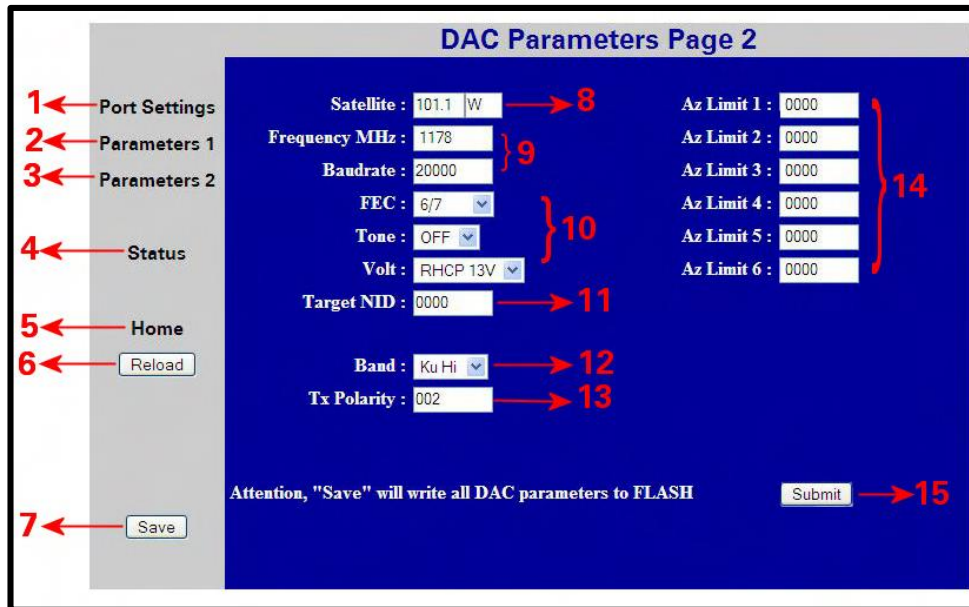 DAC Parameters Page 2
1 Port Settings
2 Parameters 1
3 Parameters 2
4 Status
5 Home
6 Reload
7 Save
Satellite : 101.1 W 8
Frequency MHz : 1178
9
Baudrate : 20000
FEC : 6/7
Tone : OFF 10
Volt : RHCP 13V
Target NID : 0000 11
Band : Ku Hi 12
Tx Polarity : 002 13
Az Limit 1 : 0000
Az Limit 2 : 0000
Az Limit 3 : 0000
14
Az Limit 4 : 0000
Az Limit 5 : 0000
Az Limit 6 : 0000
Attention, "Save" will write all DAC parameters to FLASH
Submit 15